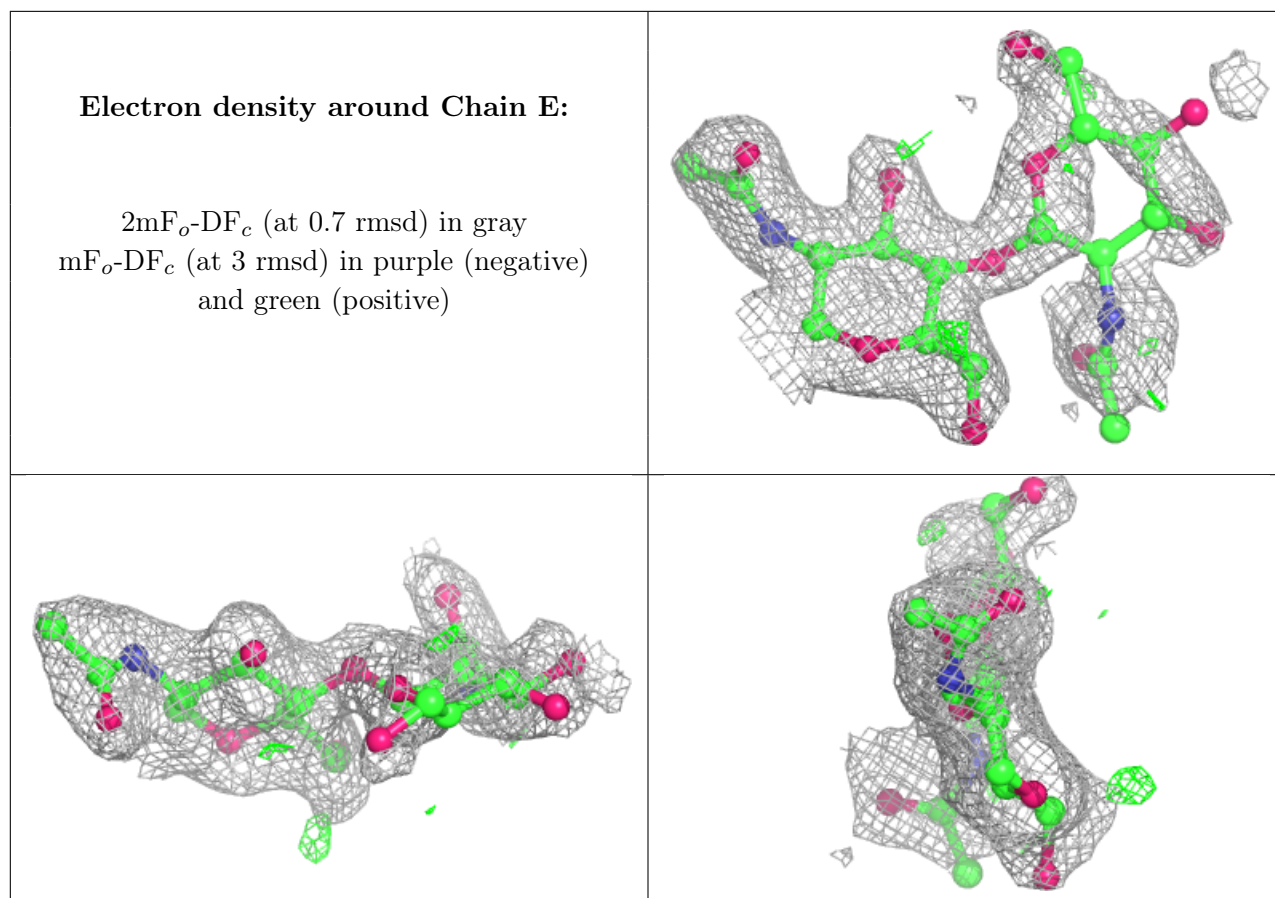 Electron density around Chain E:
2mFo-DFc (at 0.7 rmsd) in gray
mFo-DFc (at 3 rmsd) in purple (negative)
and green (positive)